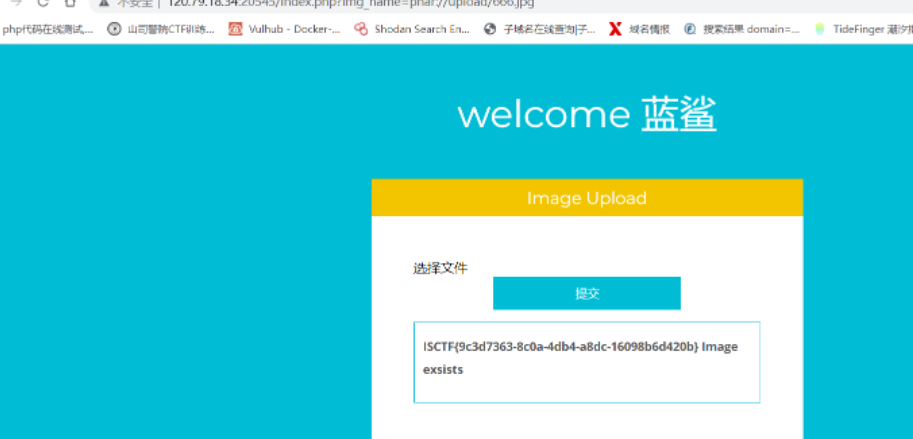 不安全 | 120.79.18.34:20545/index.php?img_name=phar://upload/666.jpg
php代码在线测试,... 山司警院CTF训练... Vulhub - Docker-... Shodan Search En... 子域名在线查询|子... 域名情报 搜索结果 domain=... TideFinger 潮汐指
welcome 蓝鲨
Image Upload
选择文件
提交
ISCTF{9c3d7363-8c0a-4db4-a8dc-16098b6d420b} Image
exsists